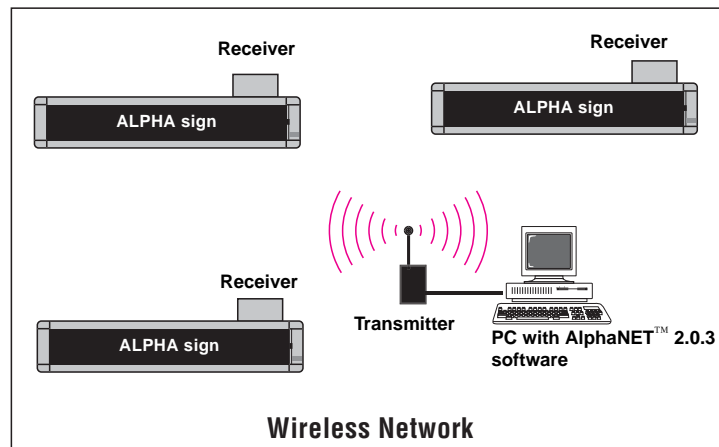 Receiver
Receiver
ALPHA sign
ALPHA sign
Receiver
ALPHA sign
Transmitter
PC with AlphaNET™ 2.0.3
software
Wireless Network